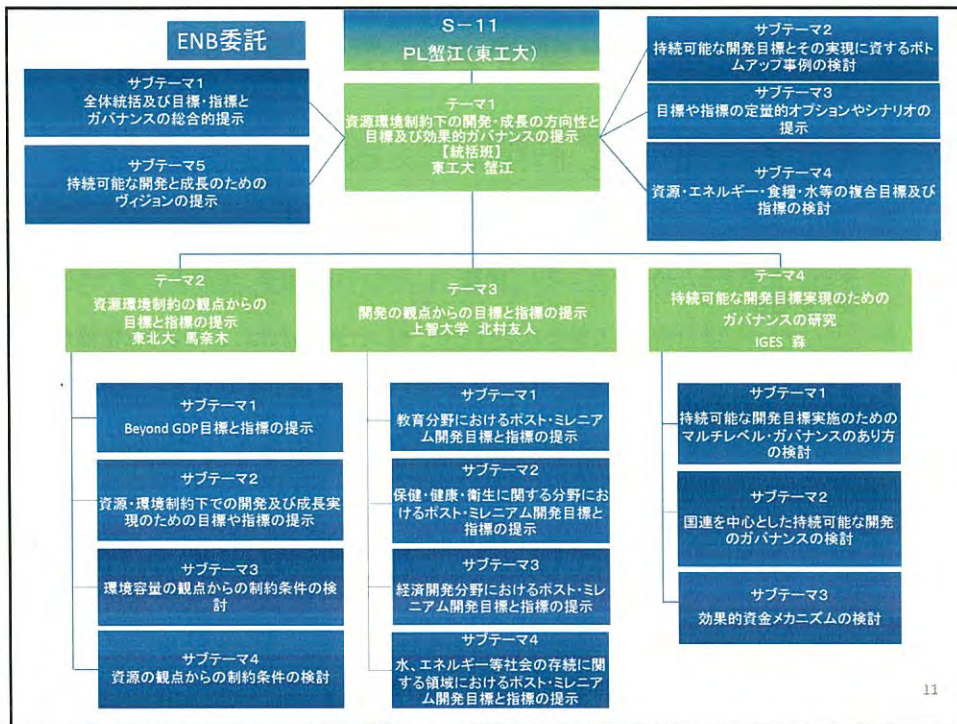 ENB委託
S－11
PL蟹江（東工大）
サブテーマ1
全体統括及び目標・指標と
ガバナンスの総合的提示
サブテーマ5
持続可能な開発と成長のための
ヴィジョンの提示
テーマ1
資源環境制約下の開発・成長の方向性と
目標及び効果的ガバナンスの提示
【統括班】
東工大 蟹江
サブテーマ2
持続可能な開発目標とその実現に資するボト
ムアップ事例の検討
サブテーマ3
目標や指標の定量的オプションやシナリオの
提示
サブテーマ4
資源・エネルギー・食糧・水等の複合目標及び
指標の検討
テーマ2
資源環境制約の観点からの
目標と指標の提示
東北大 馬奈木
サブテーマ1
Beyond GDP目標と指標の提示
サブテーマ2
資源・環境制約下での開発及び成長実
現のための目標や指標の提示
サブテーマ3
環境容量の観点からの制約条件の検
討
サブテーマ4
資源の観点からの制約条件の検討
テーマ3
開発の観点からの目標と指標の提示
上智大学 北村友人
サブテーマ1
教育分野におけるポスト・ミレニア
ム開発目標と指標の提示
サブテーマ2
保健・健康・衛生に関する分野にお
けるポスト・ミレニアム開発目標と
指標の提示
サブテーマ3
経済開発分野におけるポスト・ミレ
ニアム開発目標と指標の提示
サブテーマ4
水、エネルギー等社会の存続に関
する領域におけるポスト・ミレニア
ム開発目標と指標の提示
テーマ4
持続可能な開発目標実現のための
ガバナンスの研究
IGES 森
サブテーマ1
持続可能な開発目標実施のための
マルチレベル・ガバナンスのあり方
の検討
サブテーマ2
国連を中心とした持続可能な開発
のガバナンスの検討
サブテーマ3
効果的資金メカニズムの検討
11